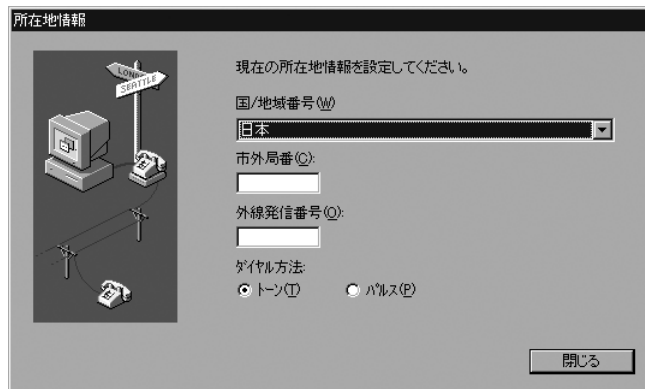 所在地情報
LONDON
SEATTLE
現在の所在地情報を設定してください。
国/地域番号(W)
日本
市外局番(C):
外線発信番号(O):
ﾀﾞｲﾔﾙ方法:
ﾄｰﾝ(T) ﾊﾟﾙｽ(P)
閉じる